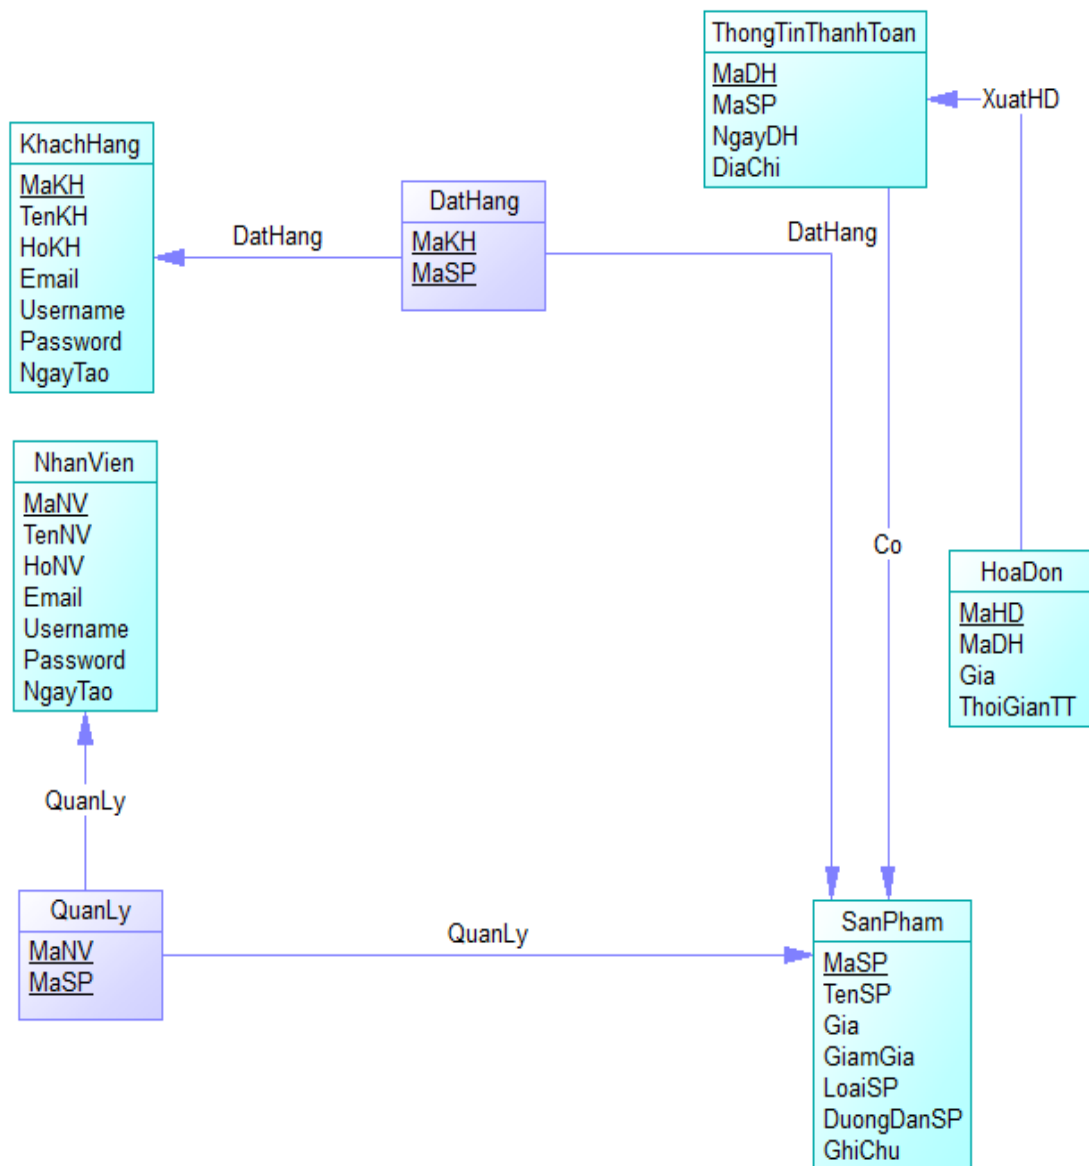 ThongTinThanhToan
MaDH
MaSP
NgayDH
DiaChi
XuatHD
KhachHang
MaKH
TenKH
HoKH
Email
Username
Password
NgayTao
DatHang
DatHang
MaKH
MaSP
DatHang
NhanVien
MaNV
TenNV
HoNV
Email
Username
Password
NgayTao
Co
HoaDon
MaHD
MaDH
Gia
ThoiGianTT
QuanLy
QuanLy
MaNV
MaSP
QuanLy
SanPham
MaSP
TenSP
Gia
GiamGia
LoaiSP
DuongDanSP
GhiChu